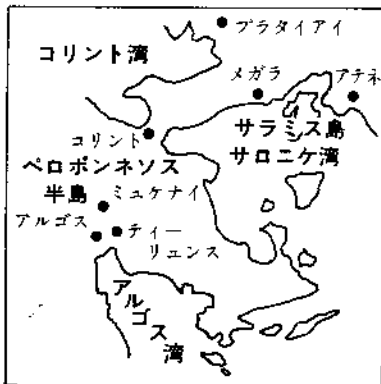 プラタイアイ
コリント湾
メガラ
アテネ
コリント
サラミス島
サロニケ湾
ペロポンネソス
半島
ミュケナイ
アルゴス
ティー
リュンス
アルゴス湾